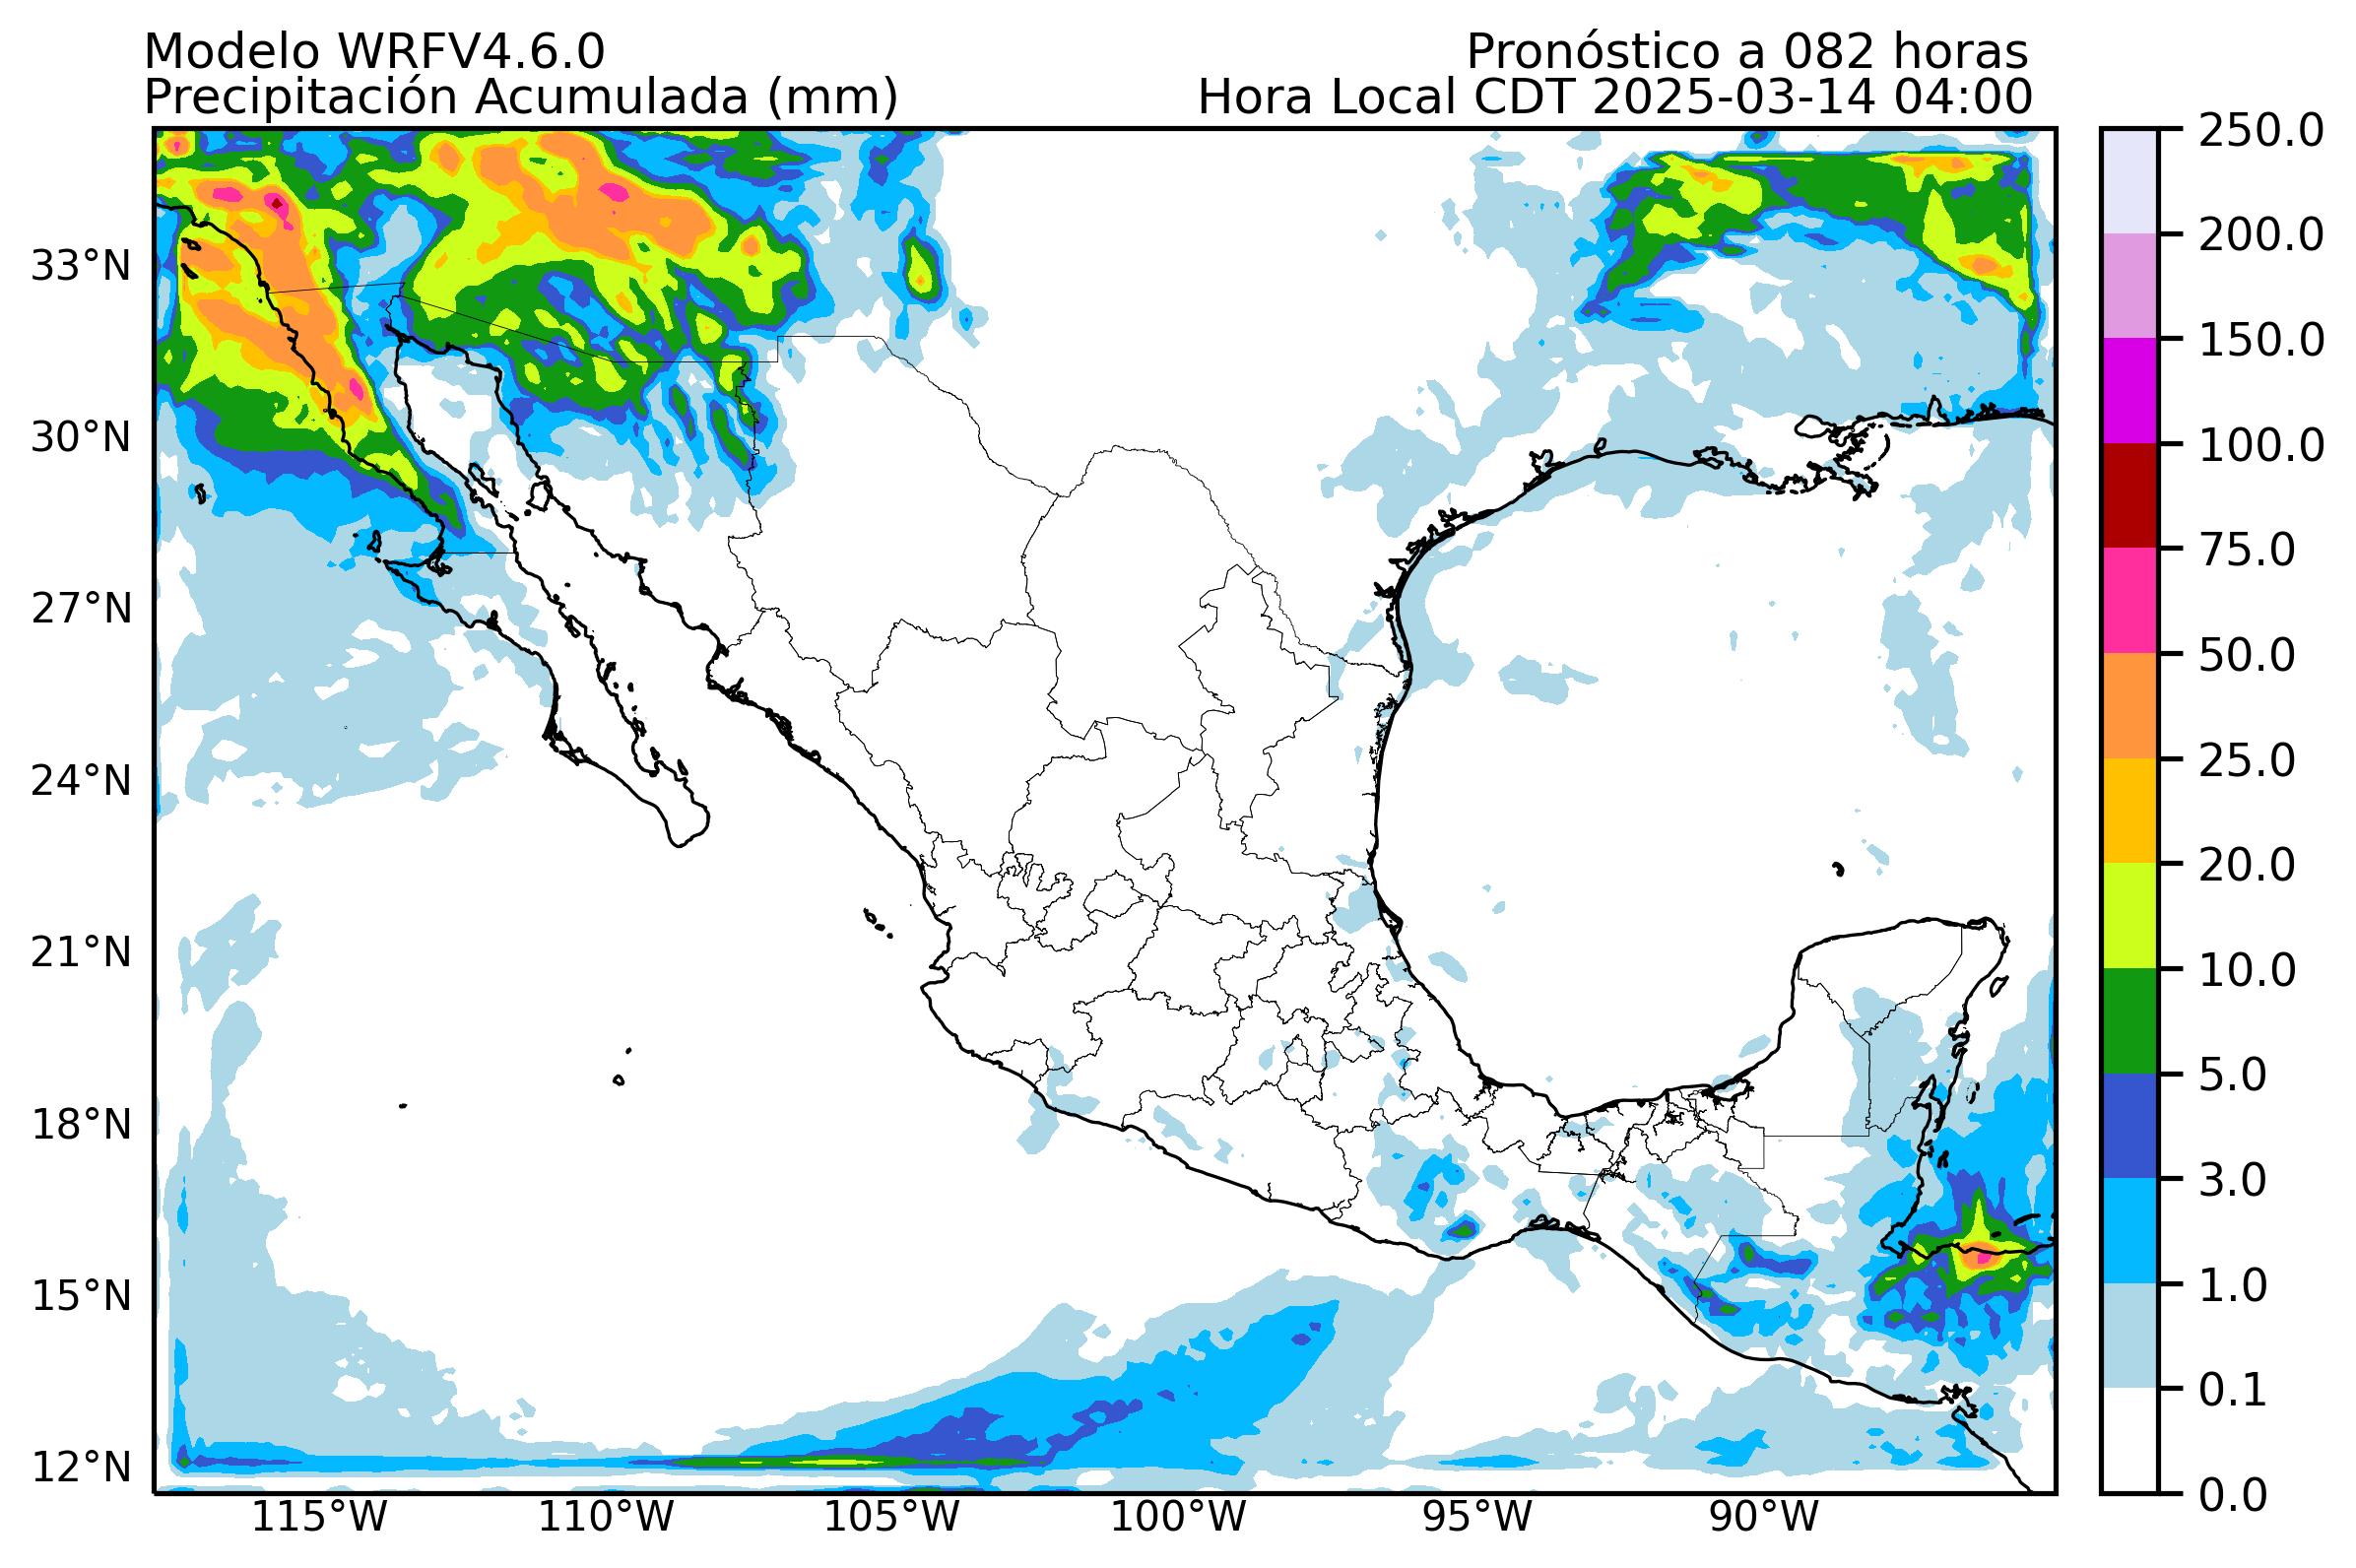 Modelo WRFV4.6.0
Pronóstico a 082 horas
Precipitación Acumulada (mm)
Hora Local CDT 2025-03-14 04:00
33°N
30°N
27°N
24°N
21°N
18°N
15°N
12°N
115°W
110°W
105°W
100°W
95°W
90°W
250.0
200.0
150.0
100.0
75.0
50.0
25.0
20.0
10.0
5.0
3.0
1.0
0.1
0.0